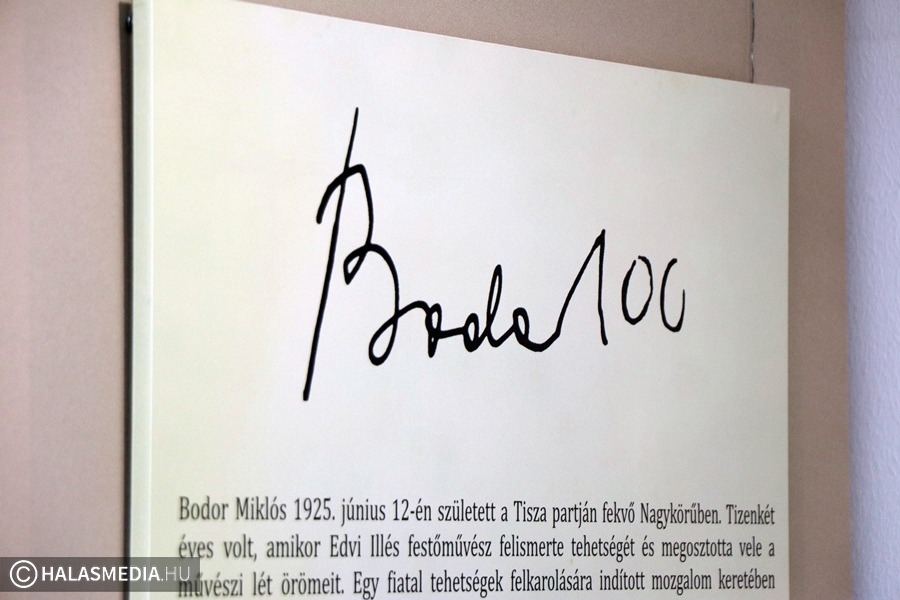 Bodor 100
Bodor Miklós 1925. június 12-én született a Tisza partján fekvő Nagykörűben. Tizenkét
éves volt, amikor Edvi Illés festőművész felismerte tehetségét és megosztotta vele a
művészi lét örömeit. Egy fiatal tehetségek felkarolására indított mozgalom keretében
© HALASMEDIA.HU